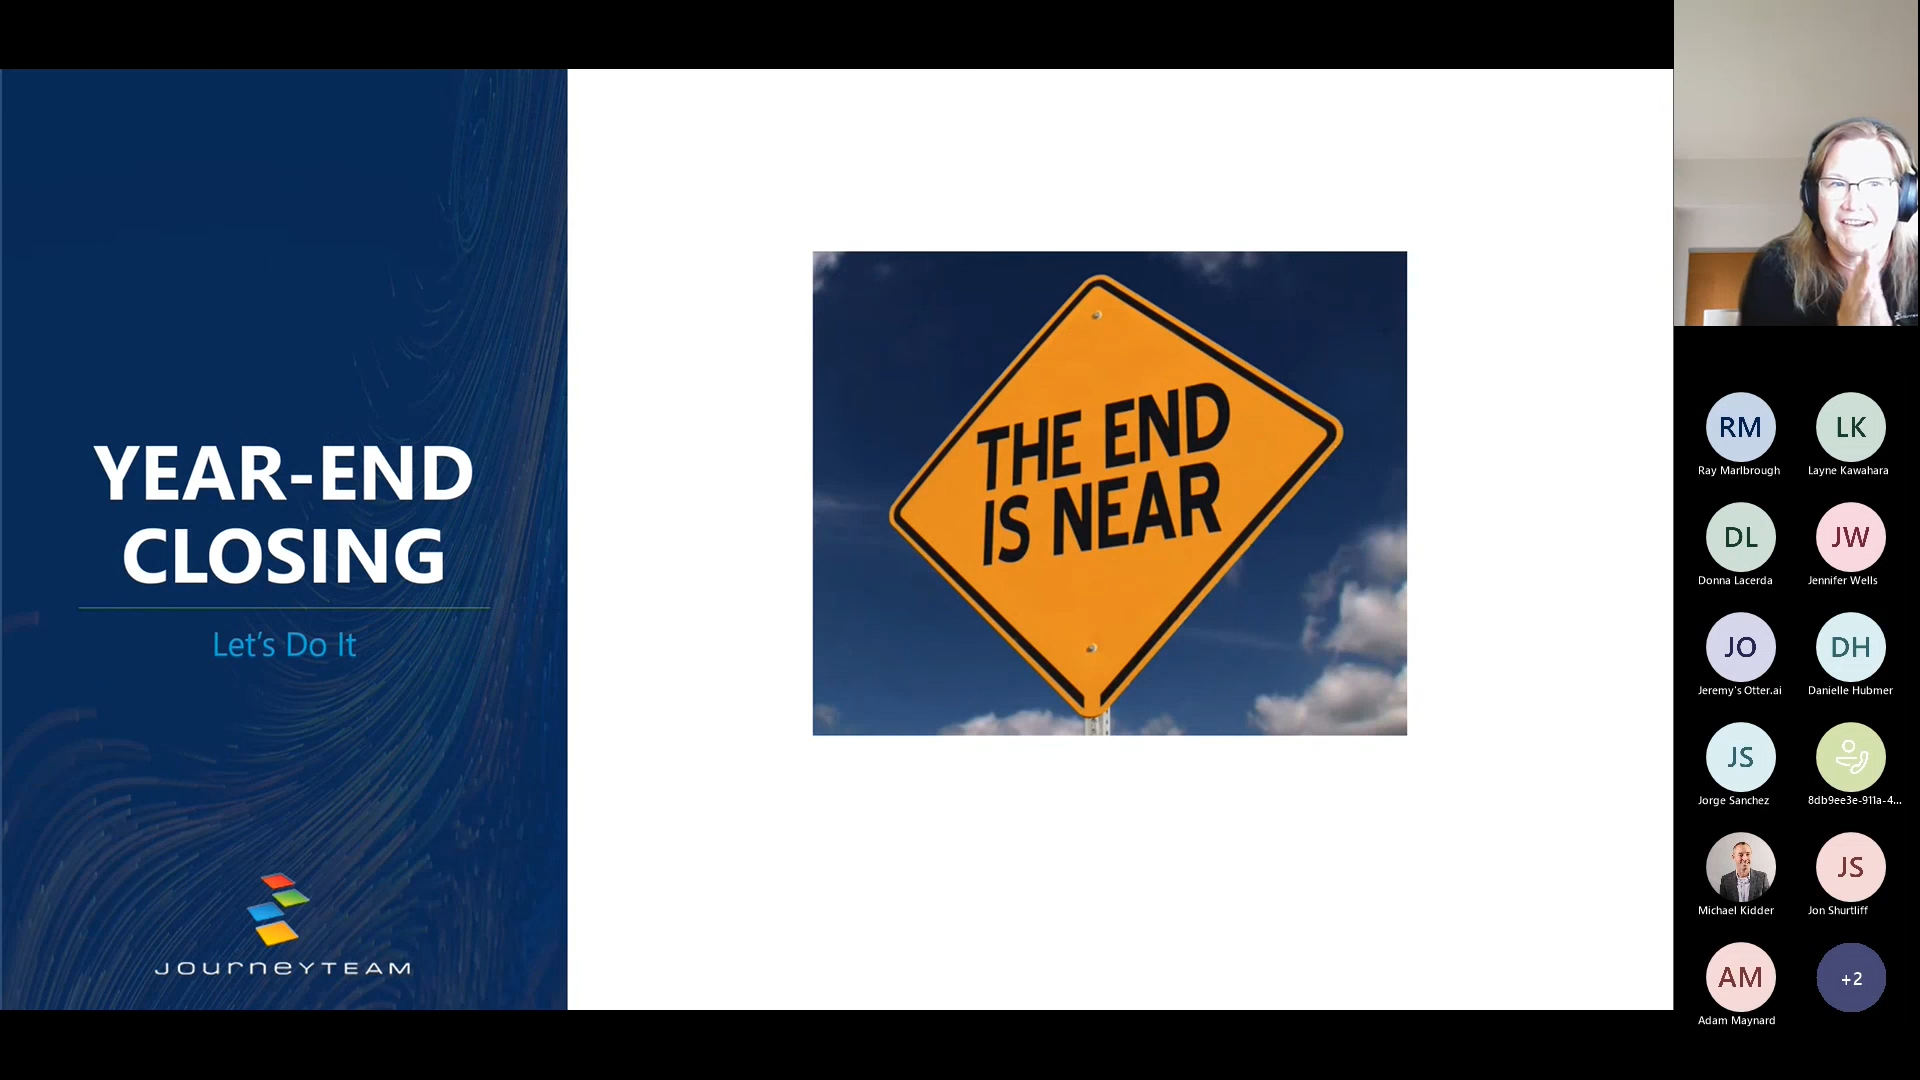 YEAR-END
CLOSING
Let's Do It
JOURNEYTEAM
THE END
IS NEAR
RM
LK
Ray Marlbrough
Layne Kawahara
DL
JW
Donna Lacerda
Jennifer Wells
JO
DH
Jeremy's Otter.ai
Danielle Hubmer
JS
Jorge Sanchez
8db9ee3e-911a-4...
JS
Michael Kidder
Jon Shurtliff
AM
+2
Adam Maynard